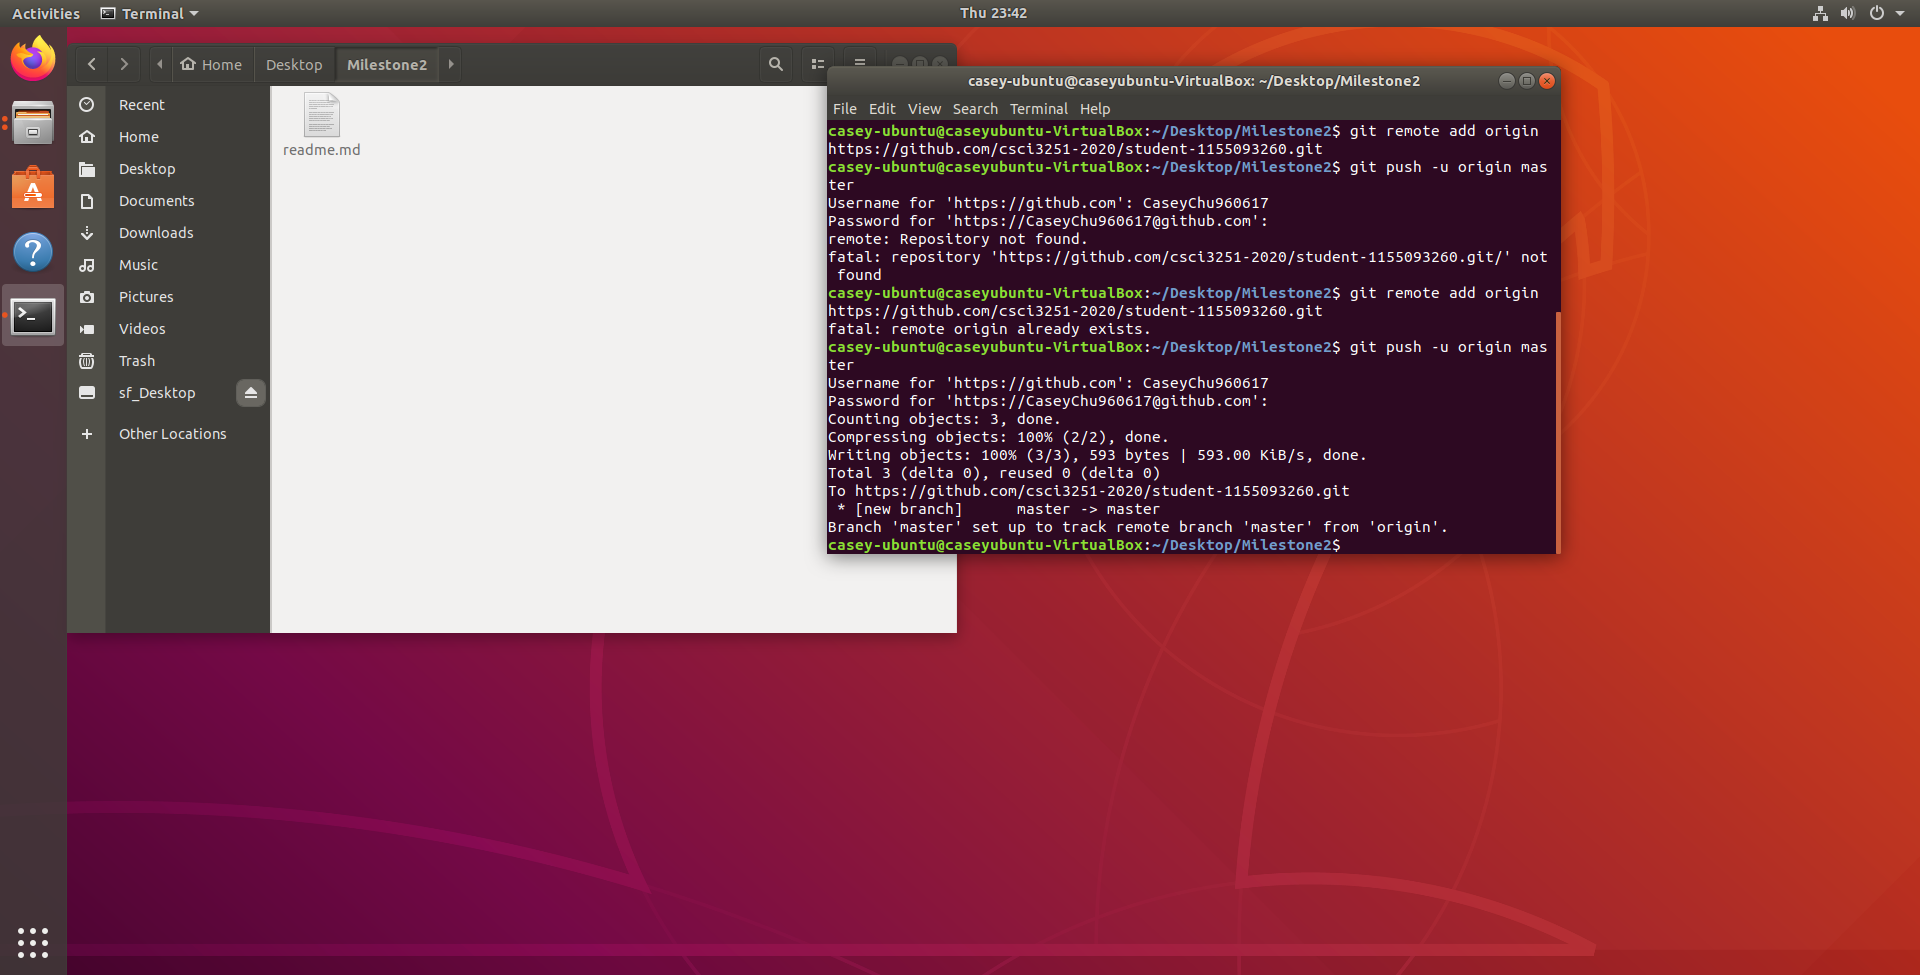 Activities Terminal Thu 23:42
Home Desktop Milestone2
Recent
Home
Desktop
Documents
Downloads
Music
Pictures
Videos
Trash
sf_Desktop
Other Locations
readme.md
casey-ubuntu@caseyubuntu-VirtualBox: ~/Desktop/Milestone2
File Edit View Search Terminal Help
casey-ubuntu@caseyubuntu-VirtualBox:~/Desktop/Milestone2$ git remote add origin
https://github.com/csci3251-2020/student-1155093260.git
casey-ubuntu@caseyubuntu-VirtualBox:~/Desktop/Milestone2$ git push -u origin mas
ter
Username for 'https://github.com': CaseyChu960617
Password for 'https://CaseyChu960617@github.com':
remote: Repository not found.
fatal: repository 'https://github.com/csci3251-2020/student-1155093260.git/' not
found
casey-ubuntu@caseyubuntu-VirtualBox:~/Desktop/Milestone2$ git remote add origin
https://github.com/csci3251-2020/student-1155093260.git
fatal: remote origin already exists.
casey-ubuntu@caseyubuntu-VirtualBox:~/Desktop/Milestone2$ git push -u origin mas
ter
Username for 'https://github.com': CaseyChu960617
Password for 'https://CaseyChu960617@github.com':
Counting objects: 3, done.
Compressing objects: 100% (2/2), done.
Writing objects: 100% (3/3), 593 bytes | 593.00 KiB/s, done.
Total 3 (delta 0), reused 0 (delta 0)
To https://github.com/csci3251-2020/student-1155093260.git
* [new branch]      master -> master
Branch 'master' set up to track remote branch 'master' from 'origin'.
casey-ubuntu@caseyubuntu-VirtualBox:~/Desktop/Milestone2$